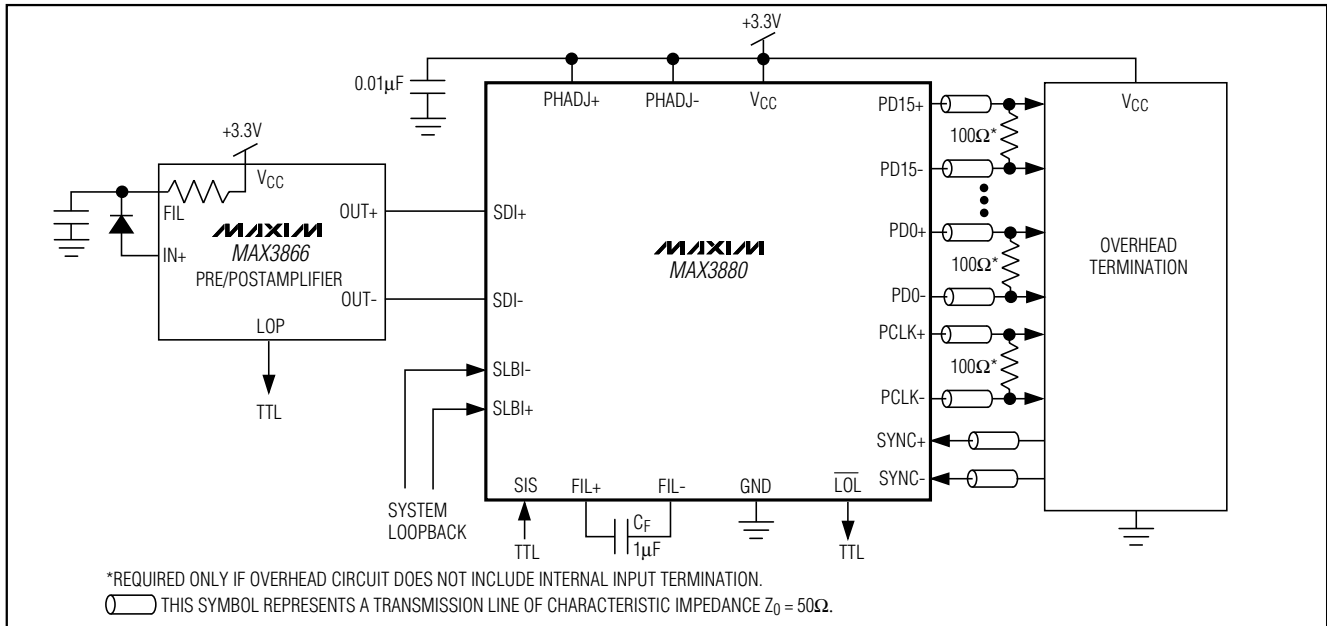 +3.3V
0.01µF
PHADJ+ PHADJ- VCC
PD15+
VCC
100Ω*
+3.3V
PD15-
VCC
FIL
OUT+
SDI+
PD0+
MAXIM
MAX3866
PRE/POSTAMPLIFIER
IN+
MAXIM
MAX3880
OVERHEAD
TERMINATION
100Ω*
OUT-
SDI-
PD0-
LOP
PCLK+
100Ω*
SLBI-
TTL
PCLK-
SLBI+
SYNC+
SYNC-
SIS FIL+ FIL- GND LOL
SYSTEM
LOOPBACK
TTL
CF
1µF
TTL
*REQUIRED ONLY IF OVERHEAD CIRCUIT DOES NOT INCLUDE INTERNAL INPUT TERMINATION.
THIS SYMBOL REPRESENTS A TRANSMISSION LINE OF CHARACTERISTIC IMPEDANCE Z0 = 50Ω.